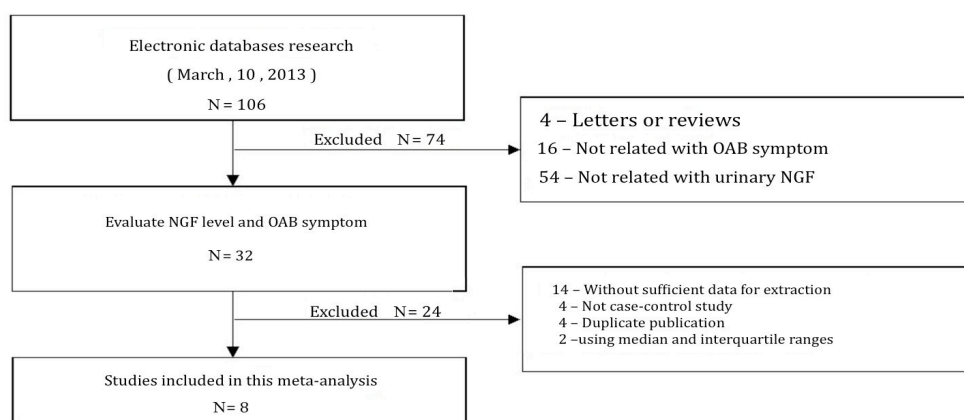 Electronic databases research
( March , 10 , 2013 )
N = 106
Excluded N= 74
4 – Letters or reviews
16 – Not related with OAB symptom
54 – Not related with urinary NGF
Evaluate NGF level and OAB symptom
N= 32
Excluded N= 24
14 – Without sufficient data for extraction
4 – Not case-control study
4 – Duplicate publication
2 –using median and interquartile ranges
Studies included in this meta-analysis
N= 8